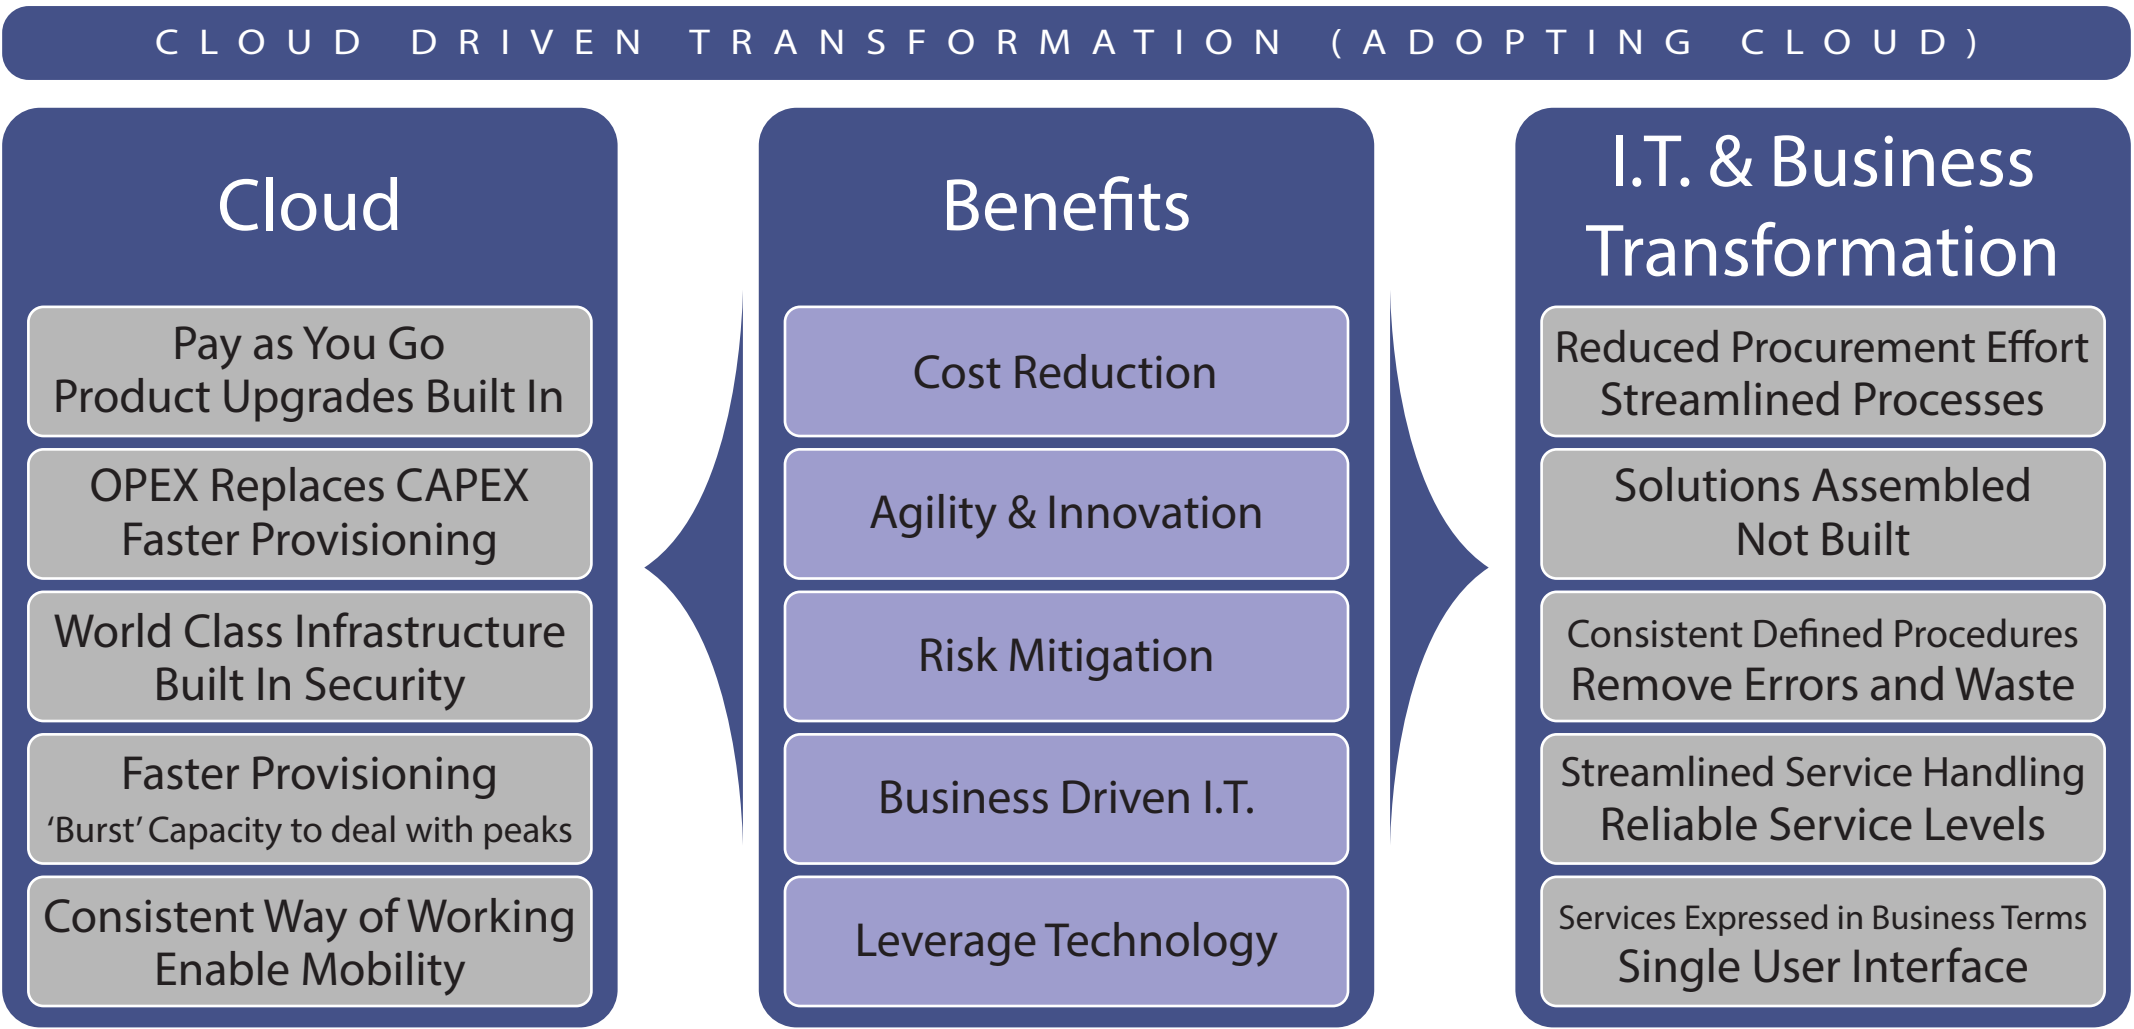 CLOUD DRIVEN TRANSFORMATION (ADOPTING CLOUD)
Cloud
Pay as You Go
Product Upgrades Built In
OPEX Replaces CAPEX
Faster Provisioning
World Class Infrastructure
Built In Security
Faster Provisioning
‘Burst’ Capacity to deal with peaks
Consistent Way of Working
Enable Mobility
Benefits
Cost Reduction
Agility & Innovation
Risk Mitigation
Business Driven I.T.
Leverage Technology
I.T. & Business
Transformation
Reduced Procurement Effort
Streamlined Processes
Solutions Assembled
Not Built
Consistent Defined Procedures
Remove Errors and Waste
Streamlined Service Handling
Reliable Service Levels
Services Expressed in Business Terms
Single User Interface